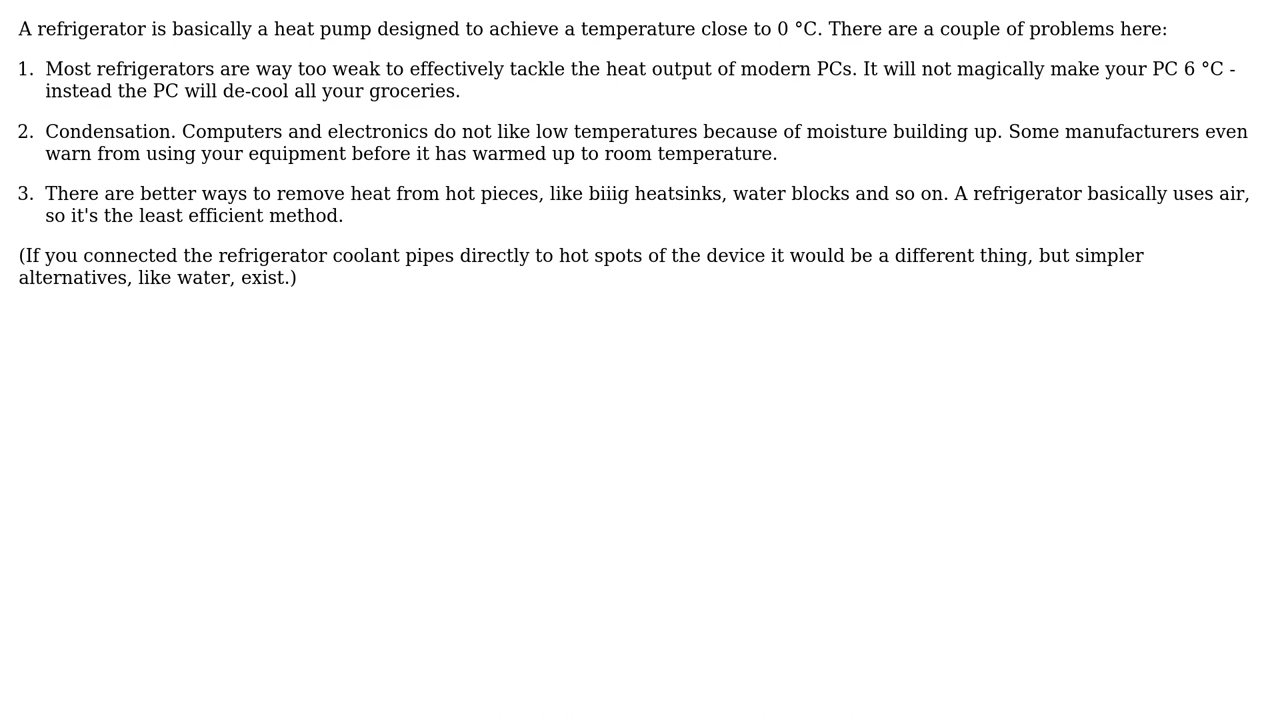 A refrigerator is basically a heat pump designed to achieve a temperature close to 0 °C. There are a couple of problems here:
1. Most refrigerators are way too weak to effectively tackle the heat output of modern PCs. It will not magically make your PC 6 °C -
instead the PC will de-cool all your groceries.
2. Condensation. Computers and electronics do not like low temperatures because of moisture building up. Some manufacturers even
warn from using your equipment before it has warmed up to room temperature.
3. There are better ways to remove heat from hot pieces, like biiig heatsinks, water blocks and so on. A refrigerator basically uses air,
so it's the least efficient method.
(If you connected the refrigerator coolant pipes directly to hot spots of the device it would be a different thing, but simpler
alternatives, like water, exist.)